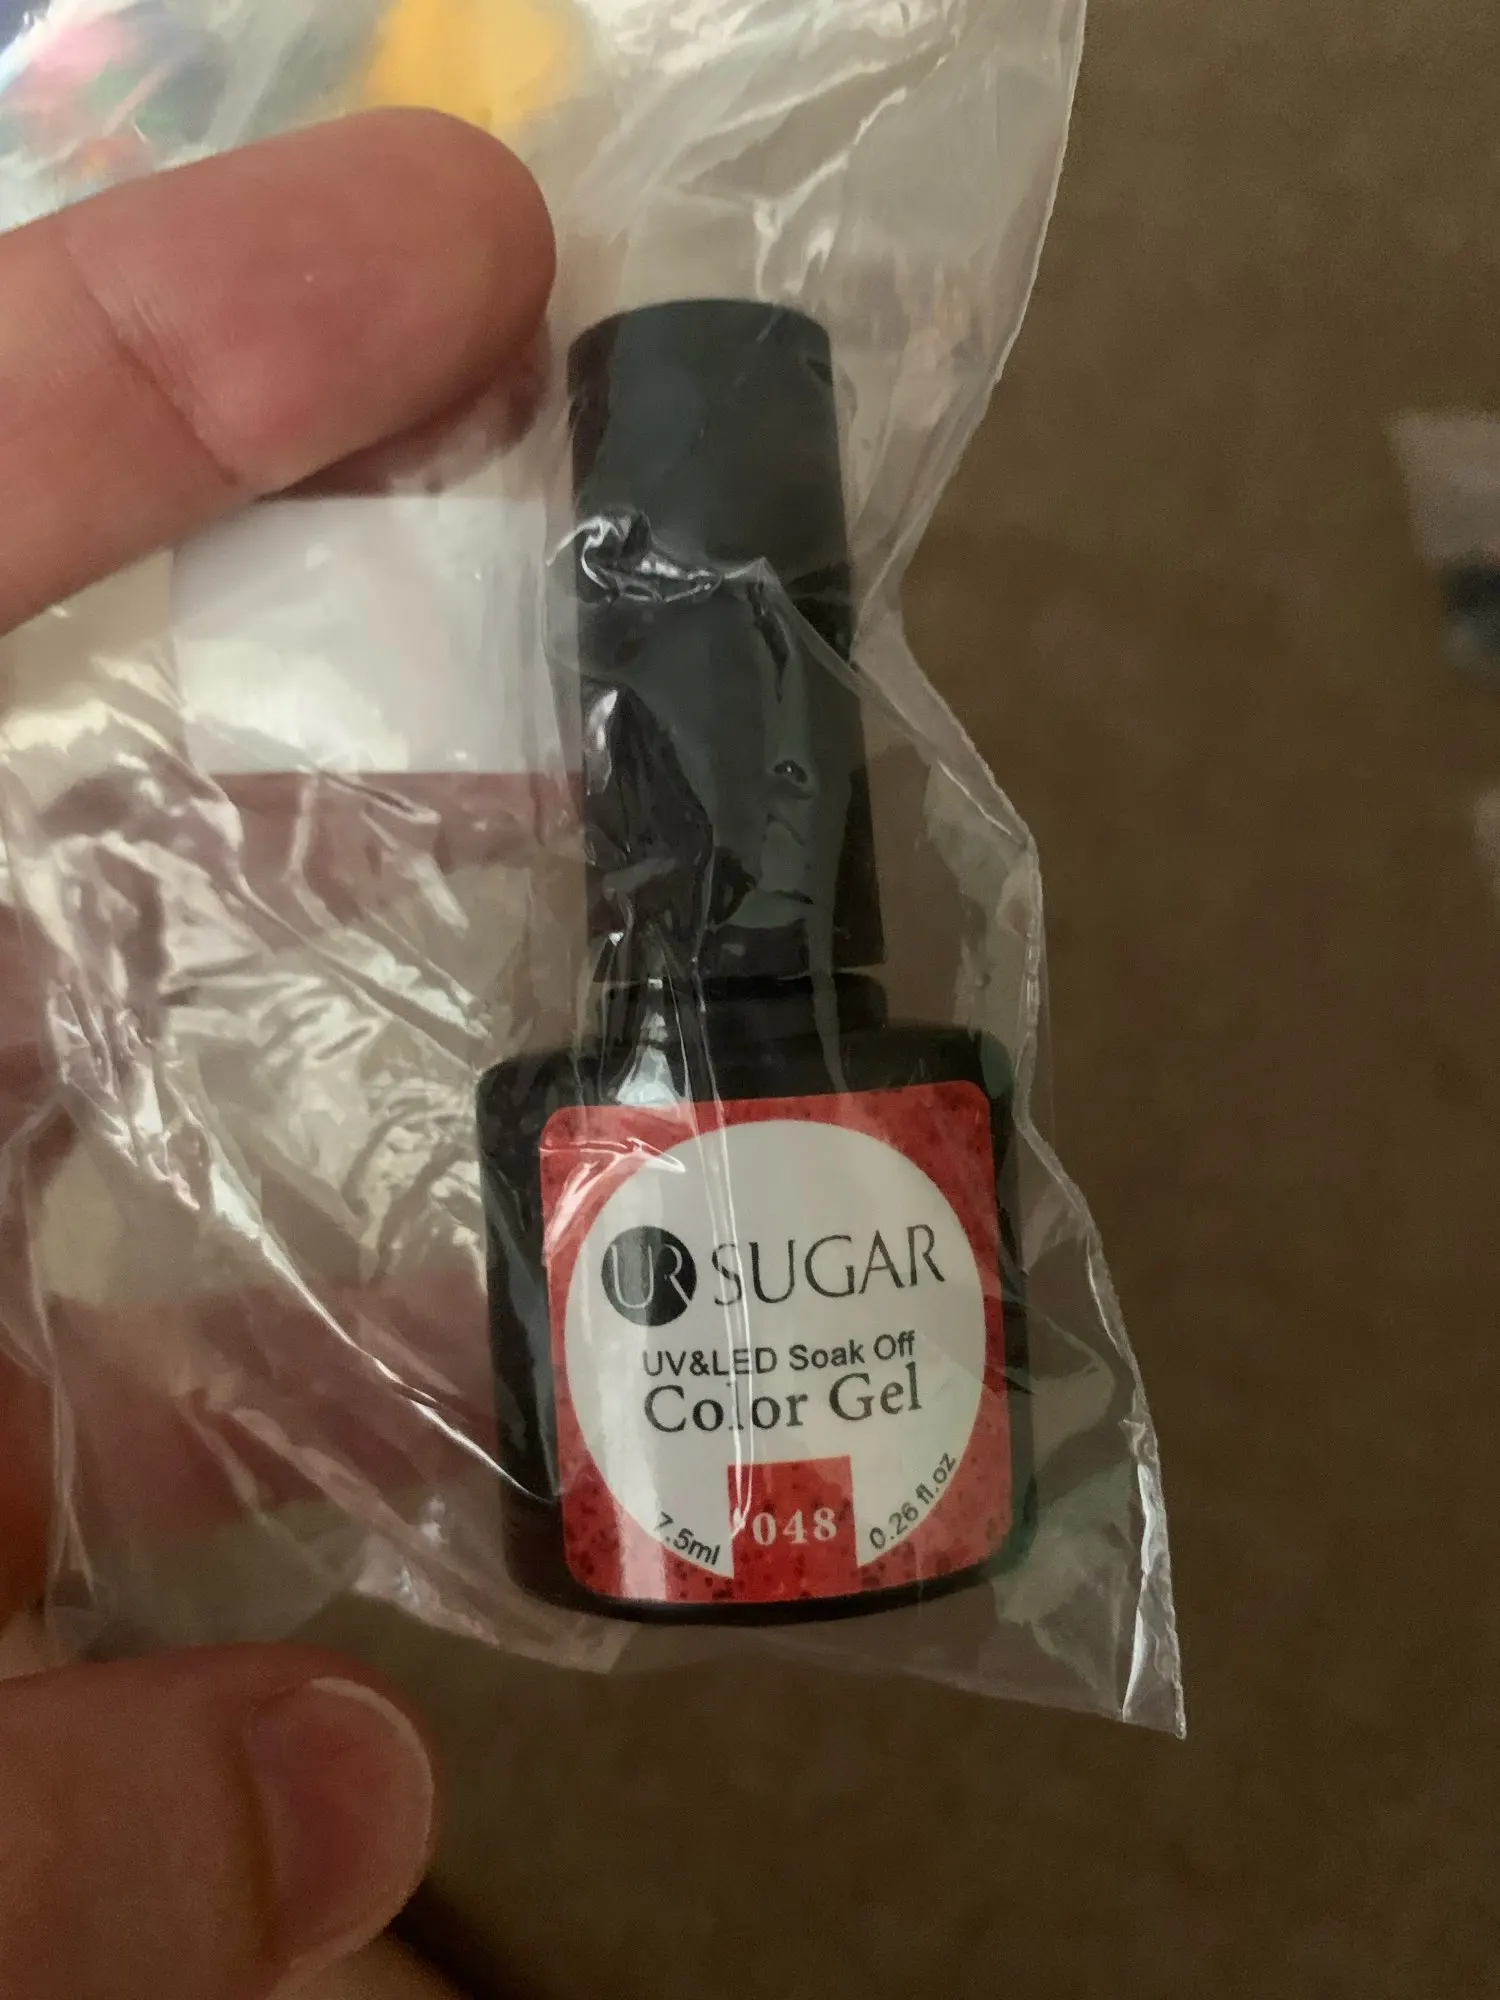 UR SUGAR
UV&LED Soak Off
Color Gel
7.5ml
048
0.26 fl.oz